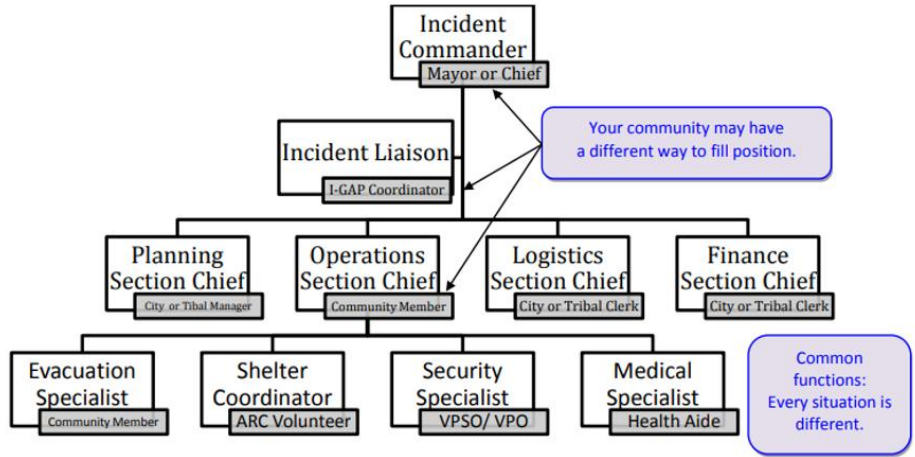 Incident
Commander
Mayor or Chief
Your community may have
a different way to fill position.
Incident Liaison
I-GAP Coordinator
Planning
Section Chief
City or Tibal Manager
Operations
Section Chief
Community Member
Logistics
Section Chief
City or Tribal Clerk
Finance
Section Chief
City or Tribal Clerk
Evacuation
Specialist
Community Member
Shelter
Coordinator
ARC Volunteer
Security
Specialist
VPSO/ VPO
Medical
Specialist
Health Aide
Common
functions:
Every situation is
different.